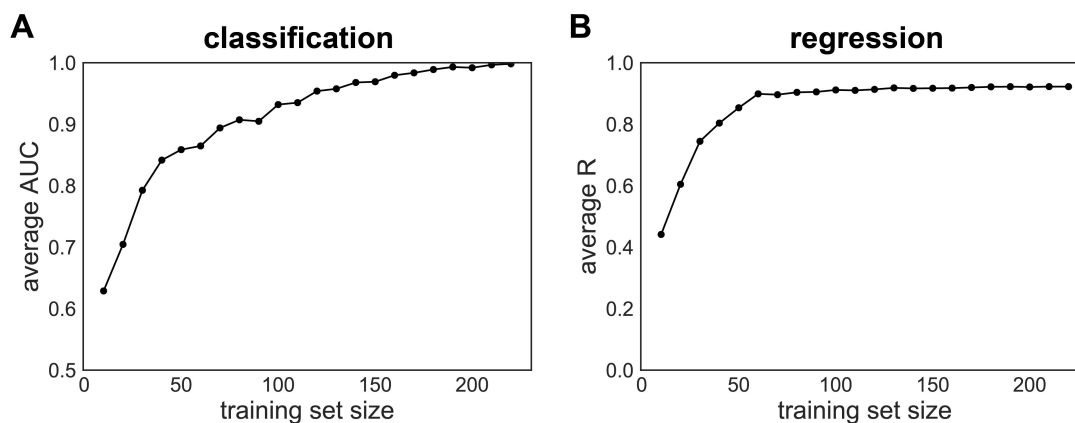 A
classification
1.0
0.9
0.8
0.7
0.6
0.5
average AUC
0 50 100 150 200
training set size
B
regression
1.0
0.8
0.6
0.4
0.2
0.0
average R
0 50 100 150 200
training set size